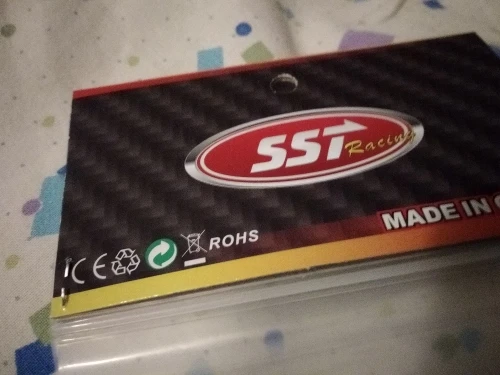 SST
Racing
MADE IN
CE ROHS